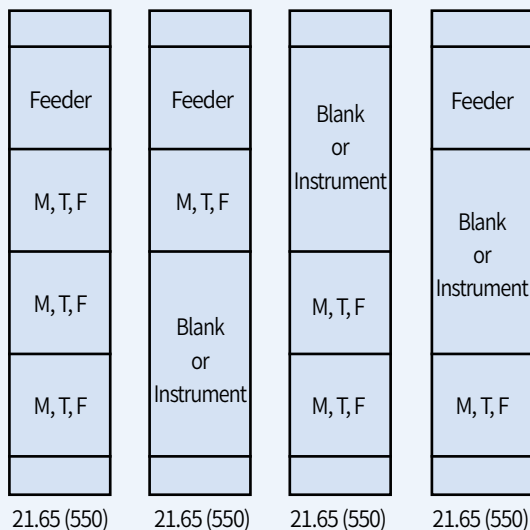 Feeder
M, T, F
M, T, F
M, T, F
21.65 (550)
Feeder
M, T, F
Blank
or
Instrument
21.65 (550)
Blank
or
Instrument
M, T, F
M, T, F
21.65 (550)
Feeder
Blank
or
Instrument
M, T, F
21.65 (550)